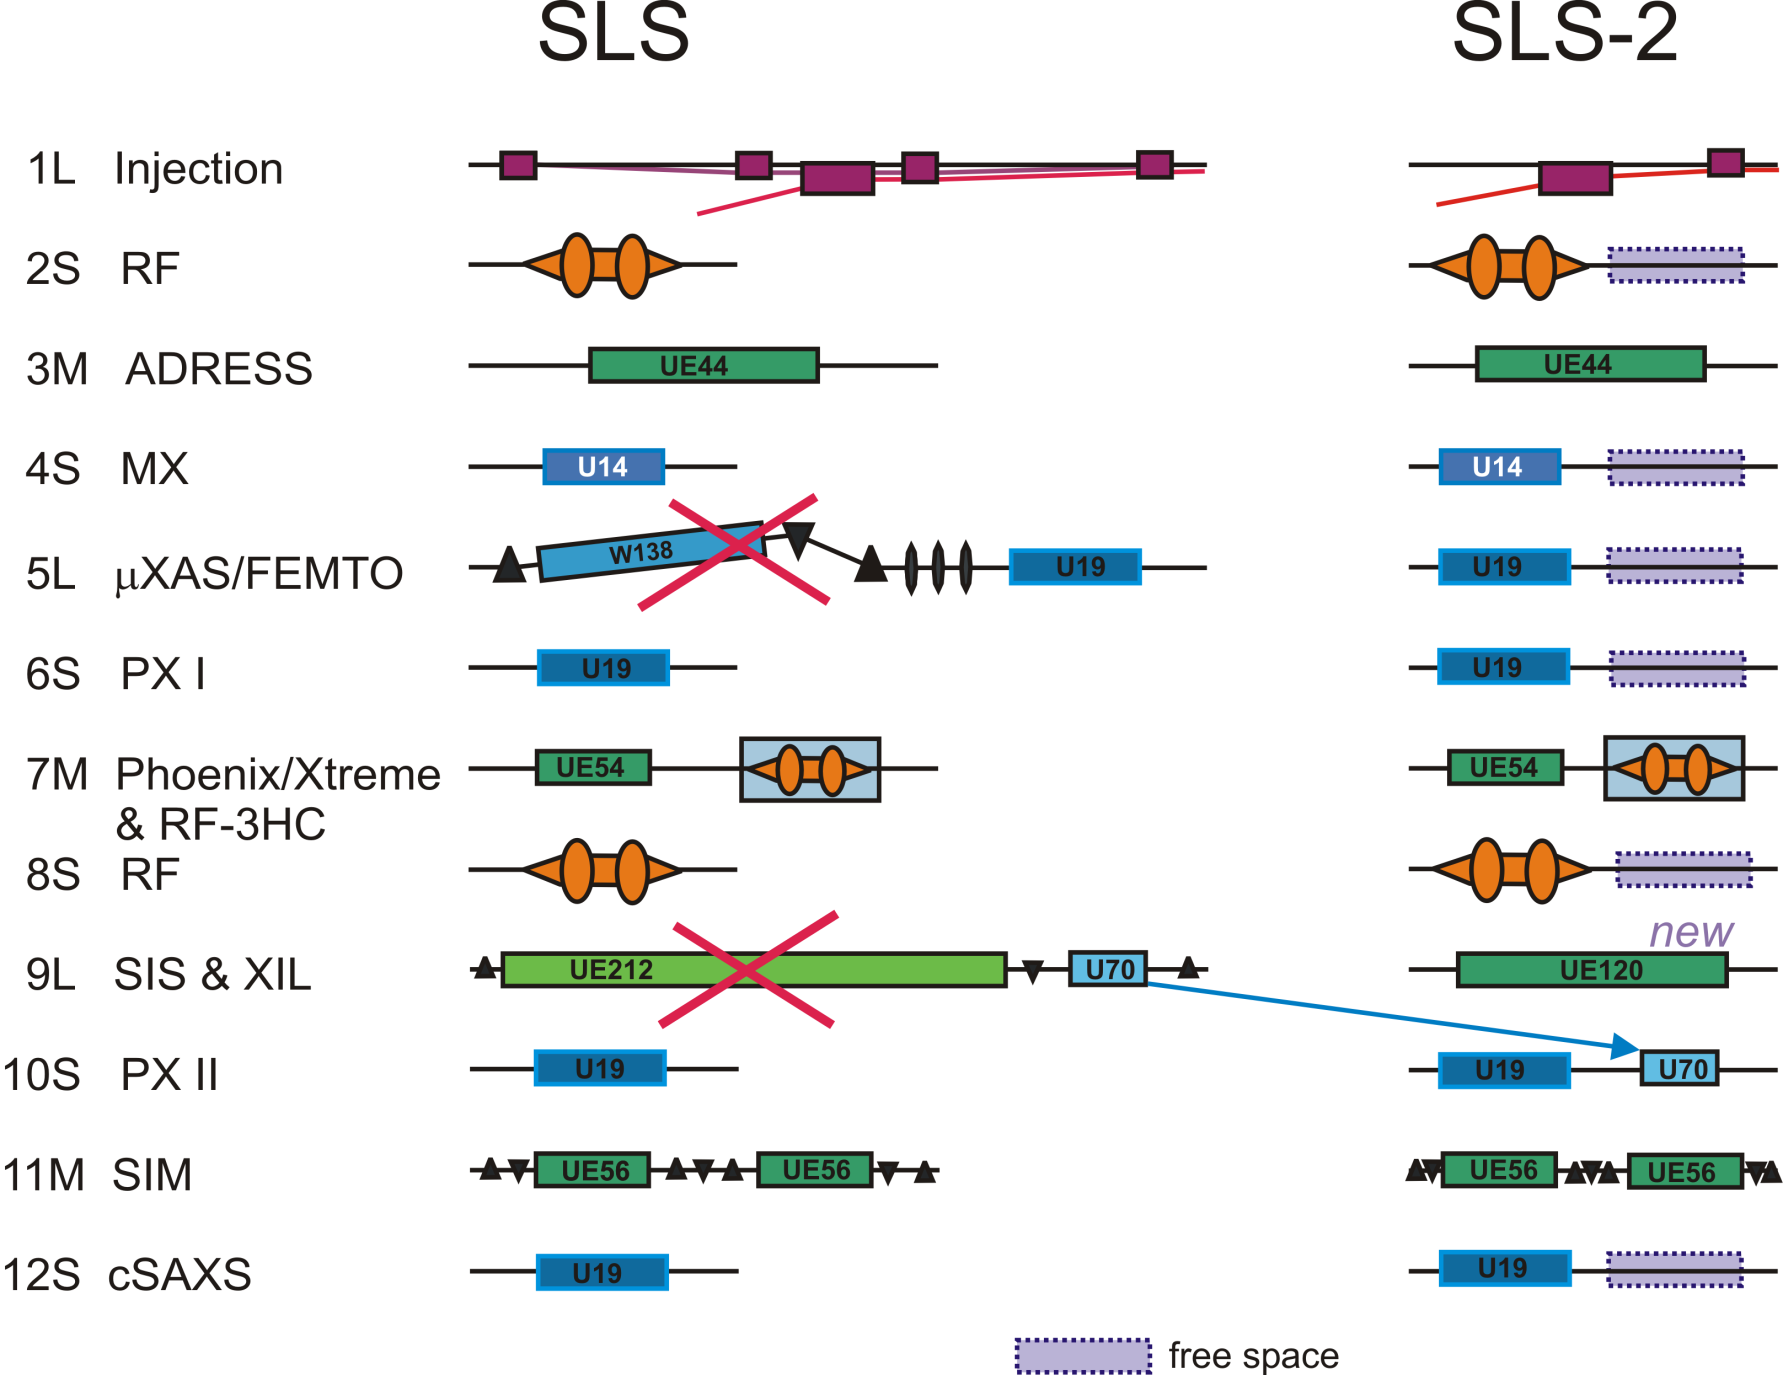 SLS SLS-2
1L Injection
2S RF
3M ADRESS UE44 UE44
4S MX U14 U14
5L µXAS/FEMTO W138 U19 U19
6S PX I U19 U19
7M Phoenix/Xtreme UE54 UE54
& RF-3HC
8S RF
new
9L SIS & XIL UE212 U70 UE120
10S PX II U19 U19 U70
11M SIM UE56 UE56 UE56 UE56
12S cSAXS U19 U19
free space